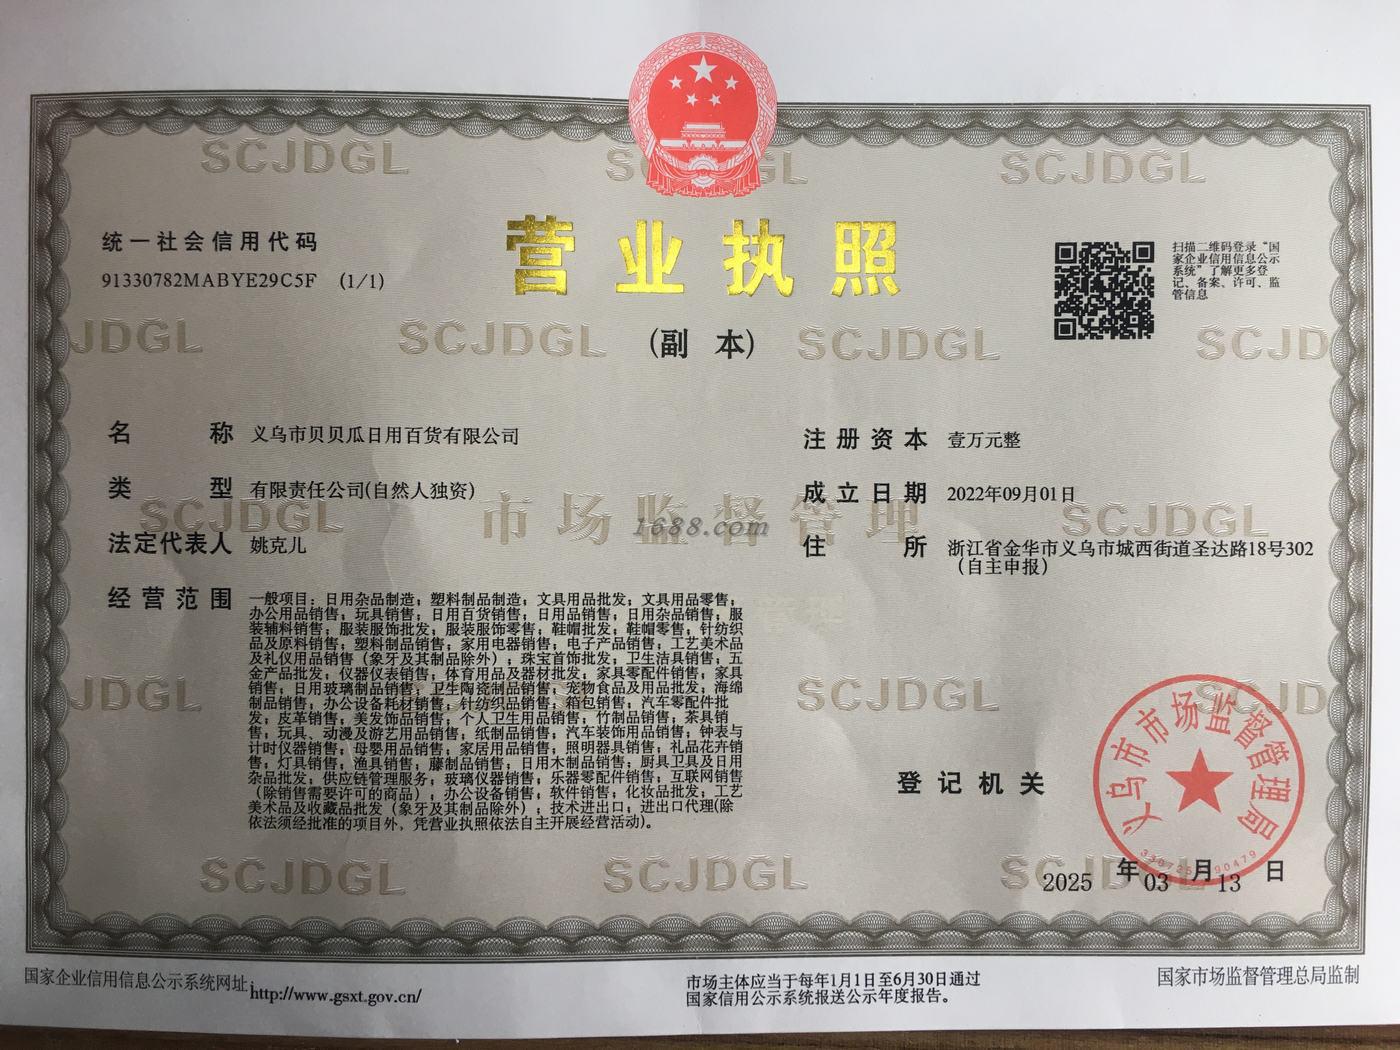 统一社会信用代码
91330782MABYE29C5F (1/1)
营业执照
(副 本)
扫描二维码登录“国
家企业信用信息公示
系统”了解更多登
记、备案、许可、监
管信息
名 称 义乌市贝贝瓜日用百货有限公司
类 型 有限责任公司(自然人独资)
法定代表人 姚克儿
经营范围 一般项目：日用杂品制造；塑料制品制造；文具用品批发；文具用品零售；
办公用品销售；玩具销售；日用百货销售；日用品销售；日用杂品销售；服
装辅料销售；服装服饰批发；服装服饰零售；鞋帽批发；鞋帽零售；针纺织
品及原料销售；塑料制品销售；家用电器销售；电子产品销售；工艺美术品
及礼仪用品销售（象牙及其制品除外）；珠宝首饰批发；卫生洁具销售；五
金产品批发；仪器仪表销售；体育用品及器材批发；家具零配件销售；家具
销售；日用玻璃制品销售；卫生陶瓷制品销售；宠物食品及用品批发；海绵
制品销售；办公设备耗材销售；针纺织品销售；箱包销售；汽车零配件批
发；皮革销售；美发饰品销售；个人卫生用品销售；竹制品销售；茶具销
售；玩具、动漫及游艺用品销售；纸制品销售；汽车装饰用品销售；钟表与
计时仪器销售；母婴用品销售；家居用品销售；照明器具销售；礼品花卉销
售；灯具销售；渔具销售；藤制品销售；日用木制品销售；厨具卫具及日用
杂品批发；供应链管理服务；玻璃仪器销售；乐器零配件销售；互联网销售
（除销售需要许可的商品）；办公设备销售；软件销售；化妆品批发；工艺
美术品及收藏品批发（象牙及其制品除外）；技术进出口；进出口代理(除
依法须经批准的项目外，凭营业执照依法自主开展经营活动)。
注册资本 壹万元整
成立日期 2022年09月01日
住 所 浙江省金华市义乌市城西街道圣达路18号302
（自主申报）
SCJDGL
SCJDGL
JDGL
SCJDGL
SCJDGL
SCJD
SCJDGL
市场监督管理
SCJDGL
1688.com
JDGL
SCJDGL
SCJD
SCJDGL
SCJDGL
登记机关
义乌市市场监督管理局
2025 年 03 月 13 日
国家企业信用信息公示系统网址：http://www.gsxt.gov.cn/
市场主体应当于每年1月1日至6月30日通过
国家信用公示系统报送公示年度报告。
国家市场监督管理总局监制